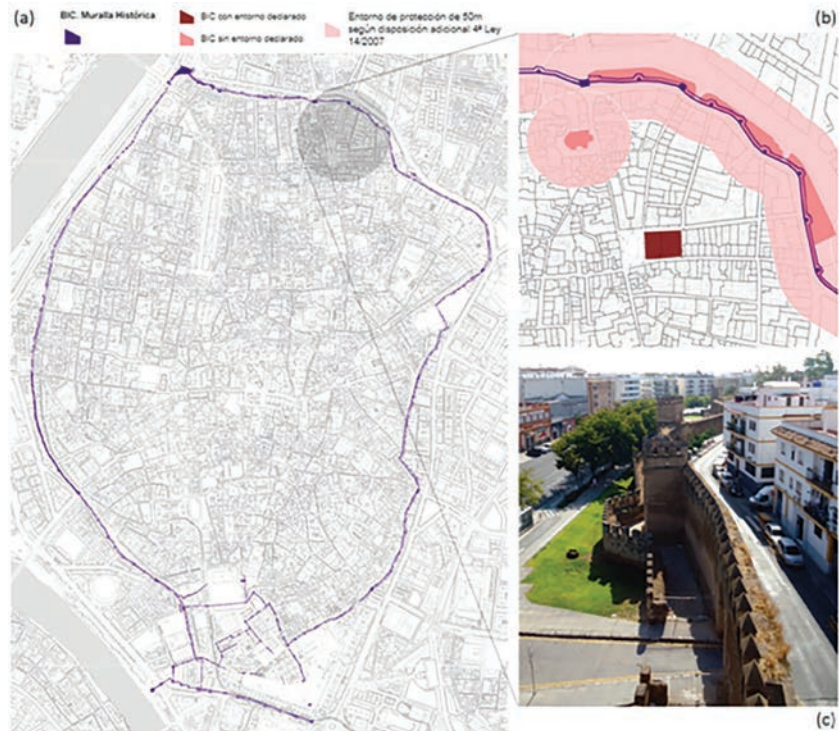 (a)
BIC. Muralla Histórica
BIC con entorno declarado
BIC sin entorno declarado
Entorno de protección de 50m
según disposición adicional 4ª Ley
14/2007
(b)
(c)